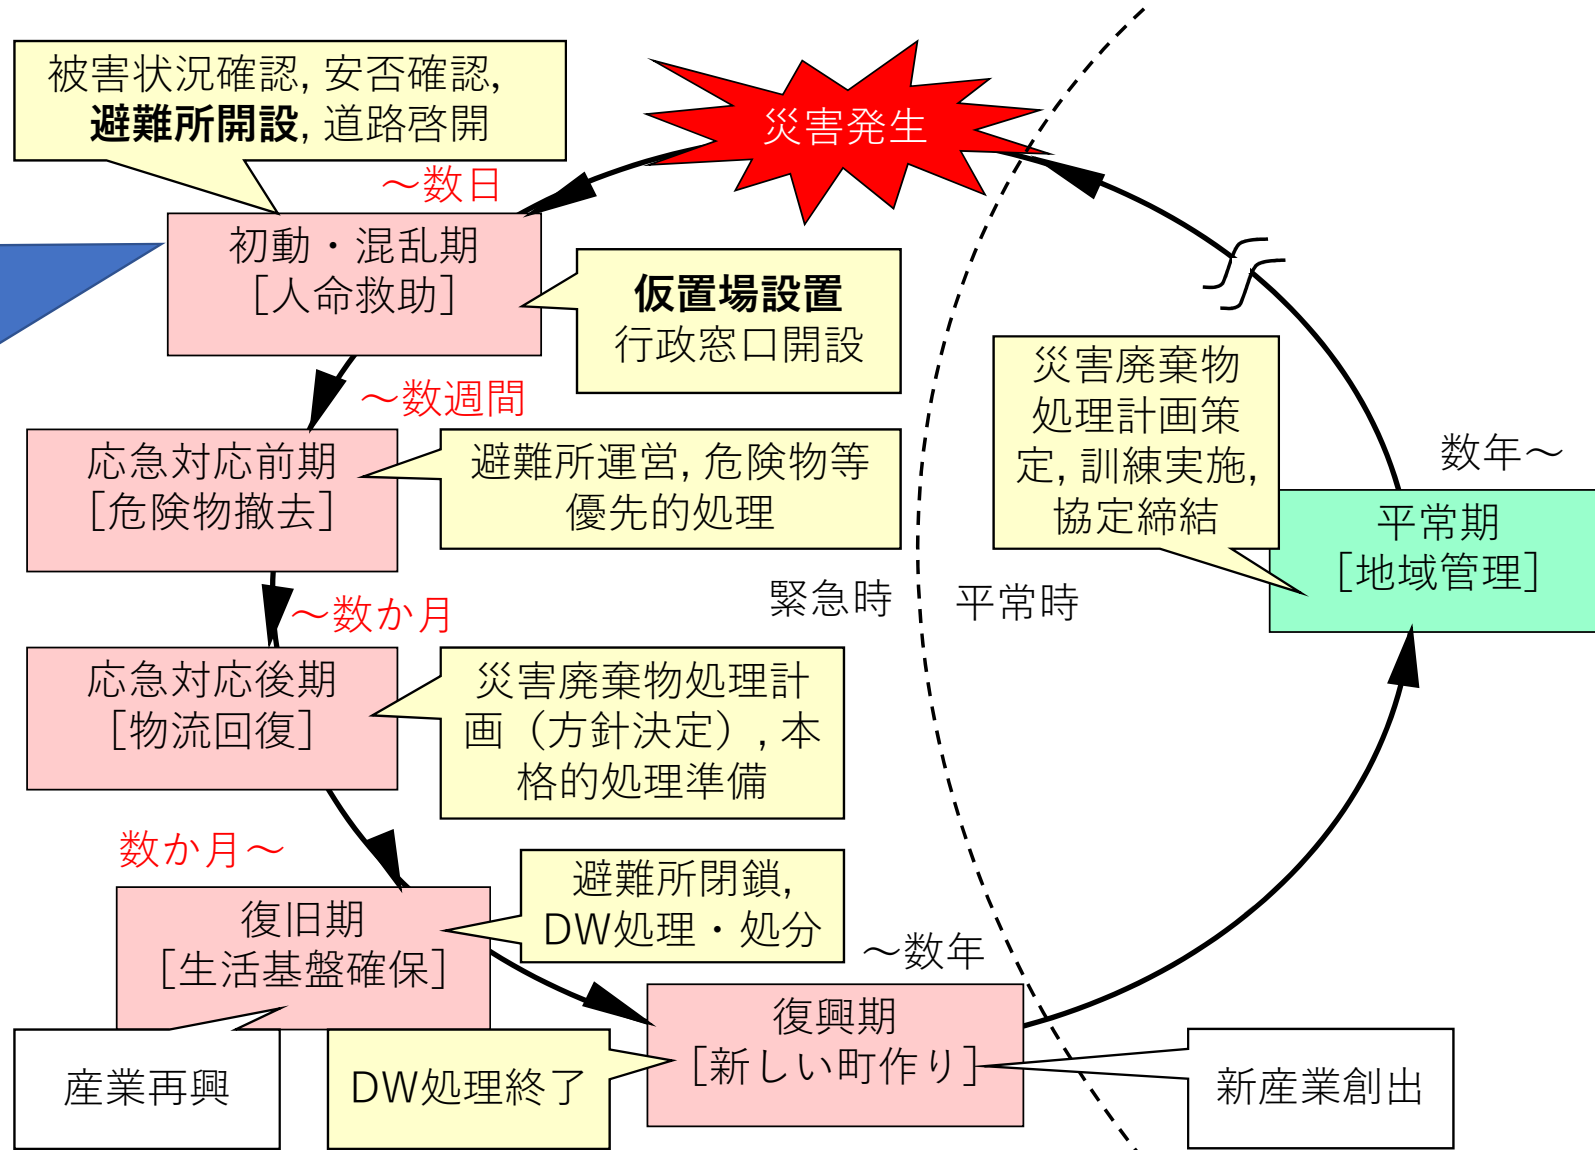 被害状況確認, 安否確認,
避難所開設, 道路啓開
災害発生
～数日
初動・混乱期
［人命救助］
仮置場設置
行政窓口開設
～数週間
応急対応前期
［危険物撤去］
避難所運営, 危険物等
優先的処理
～数か月
応急対応後期
［物流回復］
災害廃棄物処理計
画（方針決定）, 本
格的処理準備
数か月～
復旧期
［生活基盤確保］
避難所閉鎖,
DW処理・処分
産業再興
～数年
復興期
［新しい町作り］
DW処理終了
新産業創出
緊急時
平常時
災害廃棄物
処理計画策
定, 訓練実施,
協定締結
数年～
平常期
［地域管理］